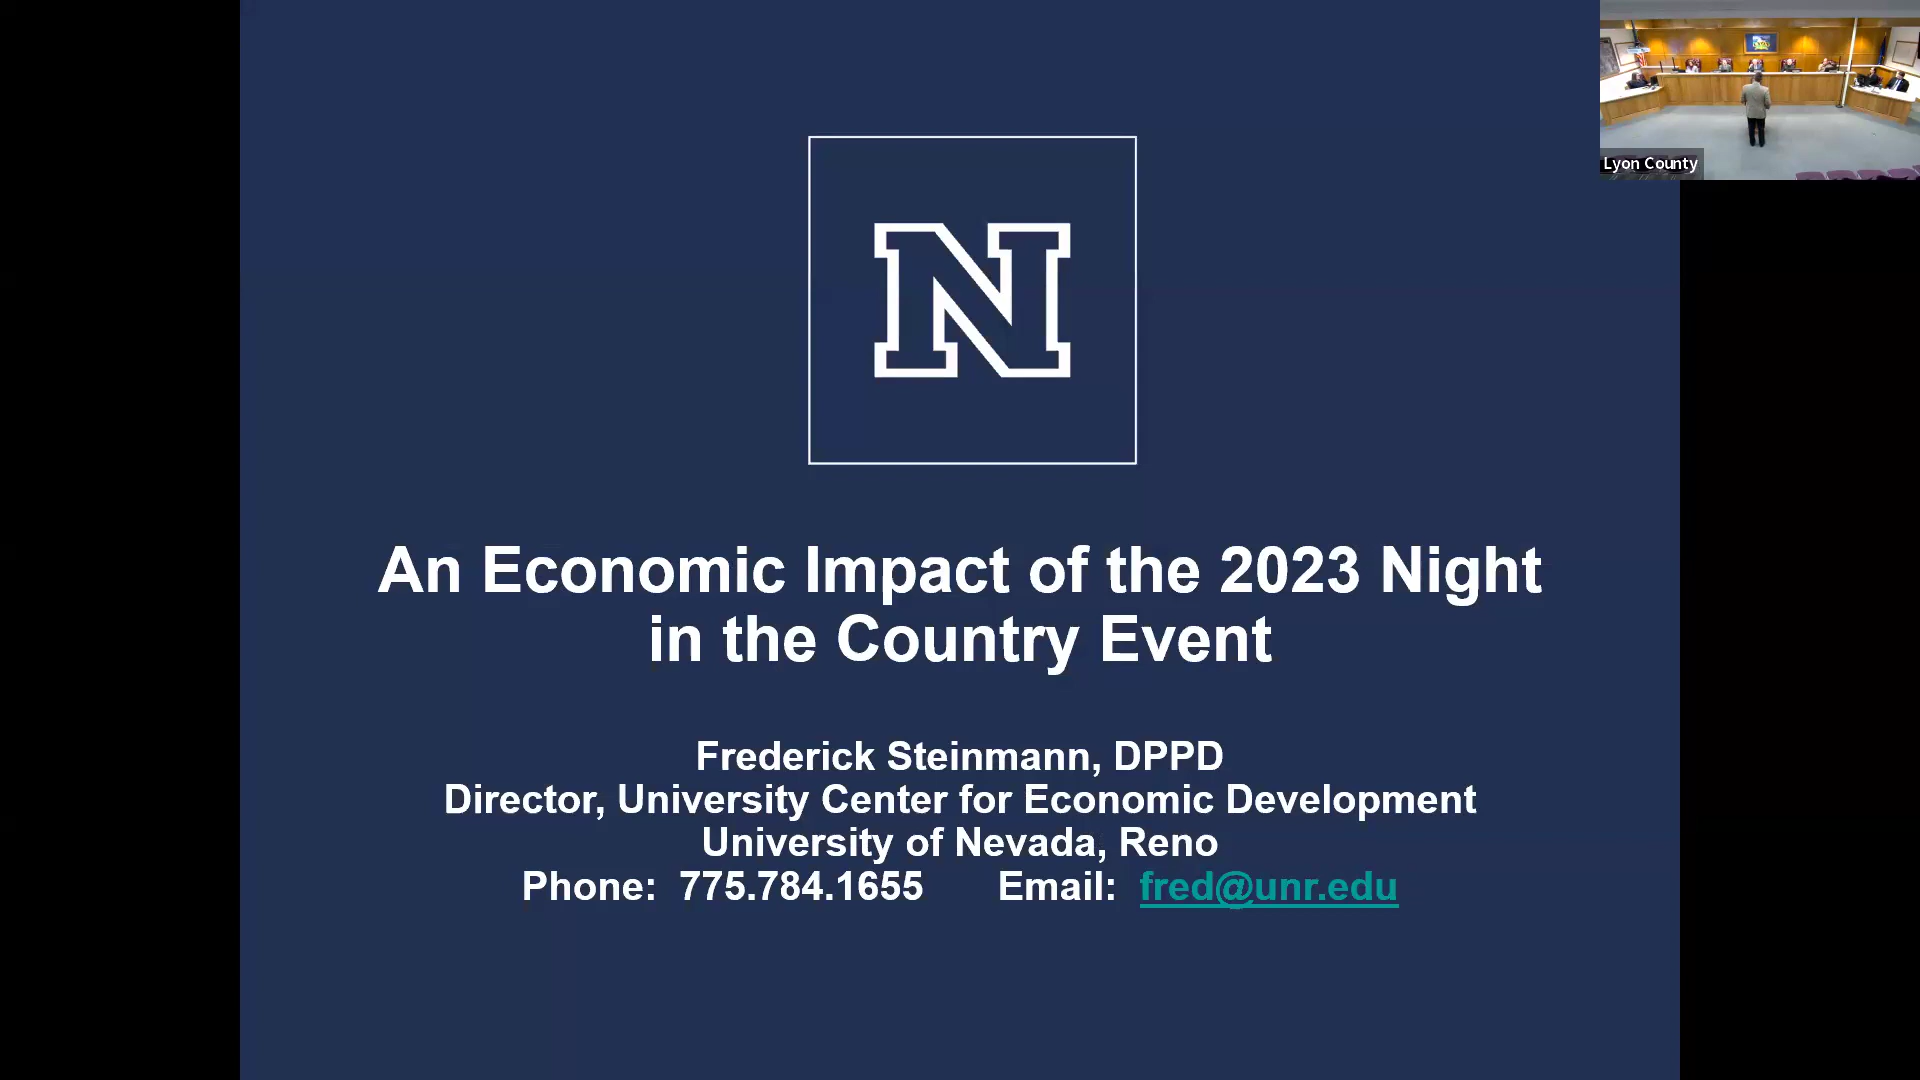 Lyon County
N
An Economic Impact of the 2023 Night
in the Country Event
Frederick Steinmann, DPPD
Director, University Center for Economic Development
University of Nevada, Reno
Phone: 775.784.1655 Email: fred@unr.edu